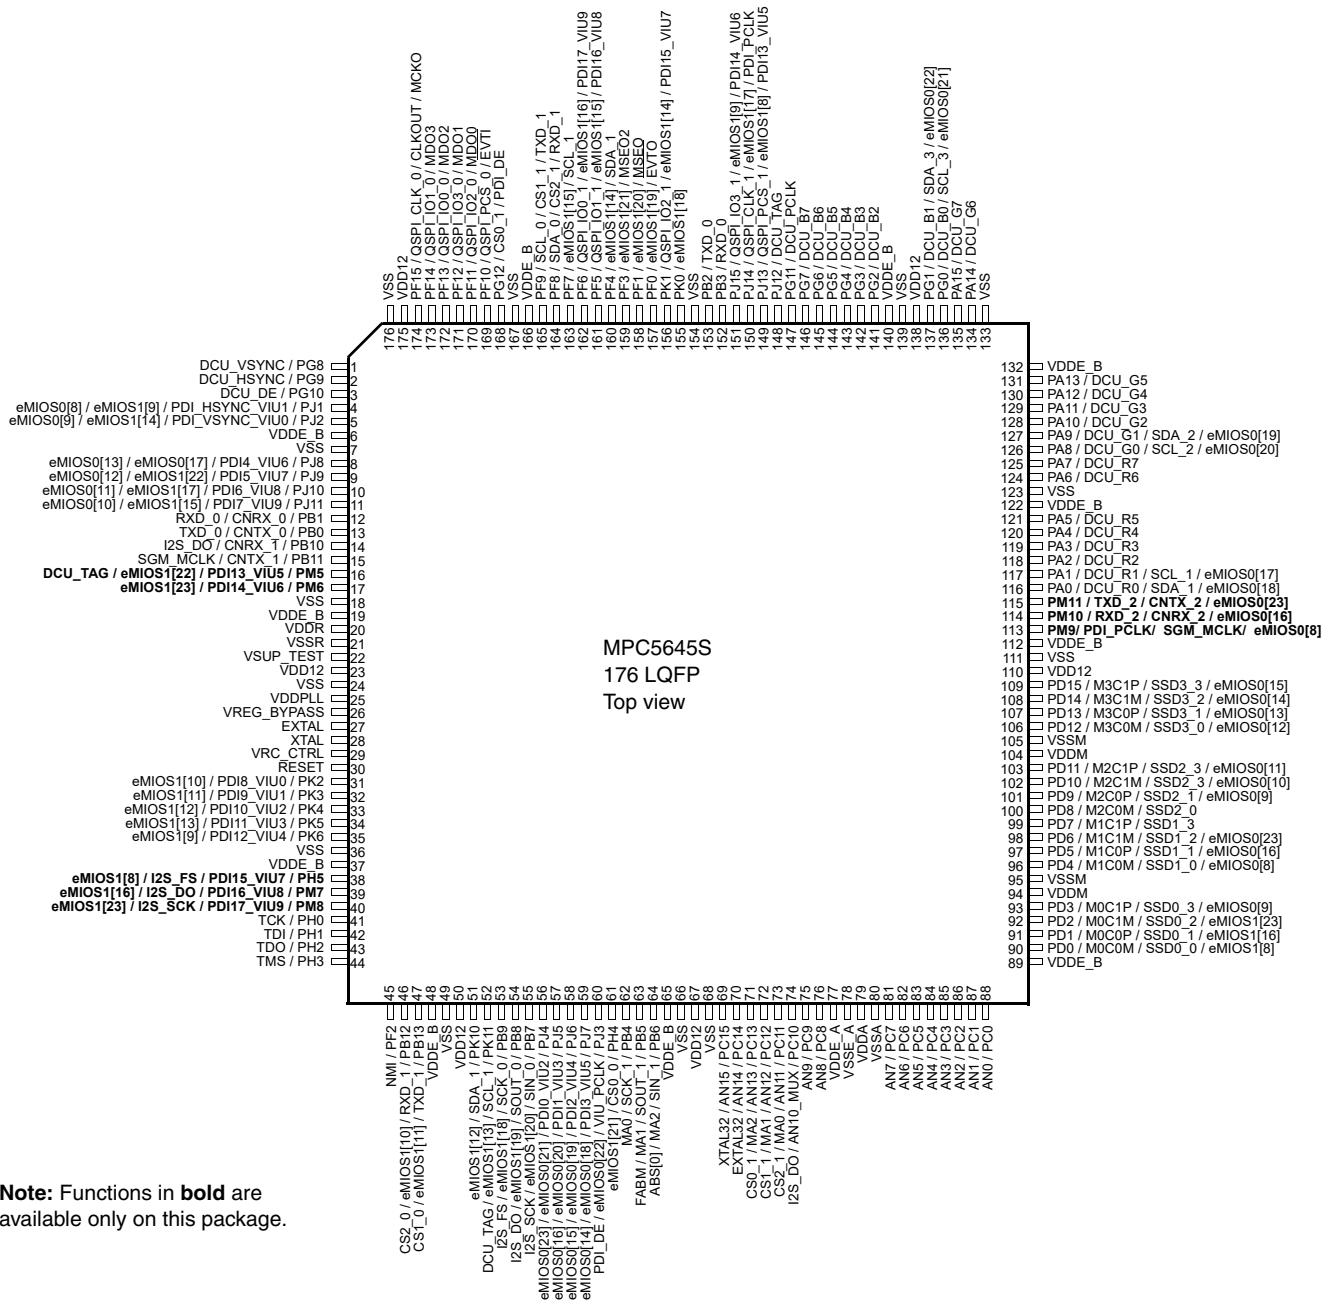 VSS
VDD12
PF15 / QSPI_CLK_0 / CLKOUT / MCKO
PF14 / QSPI_IO1_0 / MDO3
PF13 / QSPI_IO0_0 / MDO2
PF12 / QSPI_IO3_0 / MDO1
PF11 / QSPI_IO2_0 / MDO0
PF10 / QSPI_PCS_0 / EVTI
PG12 / CS0_1 / PDI_DE
VSS
VDDE_B
PF9 / SCL_0 / CS1_1 / TXD_1
PF8 / SDA_0 / CS2_1 / RXD_1
PF7 / eMIOS1[15] / SCL_1
PF6 / QSPI_IO0_1 / eMIOS1[16] / PDI17_VIU9
PF5 / QSPI_IO1_1 / eMIOS1[15] / PDI16_VIU8
PF4 / eMIOS1[14] / SDA_1
PF3 / eMIOS1[21] / MSEO2
PF1 / eMIOS1[20] / MSEO
PF0 / eMIOS1[19] / EVTO
PK1 / QSPI_IO2_1 / eMIOS1[14] / PDI15_VIU7
PK0 / eMIOS1[18]
VSS
PB2 / TXD_0
PB3 / RXD_0
PJ15 / QSPI_IO3_1 / eMIOS1[9] / PDI14_VIU6
PJ14 / QSPI_CLK_1 / eMIOS1[17] / PDI_PCLK
PJ13 / QSPI_PCS_1 / eMIOS1[8] / PDI13_VIU5
PJ12 / DCU_TAG
PG11 / DCU_PCLK
PG7 / DCU_B7
PG6 / DCU_B6
PG5 / DCU_B5
PG4 / DCU_B4
PG3 / DCU_B3
PG2 / DCU_B2
VDDE_B
VSS
VDD12
PG1 / DCU_B1 / SDA_3 / eMIOS0[22]
PG0 / DCU_B0 / SCL_3 / eMIOS0[21]
PA15 / DCU_G7
PA14 / DCU_G6
VSS
176 175 174 173 172 171 170 169 168 167 166 165 164 163 162 161 160 159 158 157 156 155 154 153 152 151 150 149 148 147 146 145 144 143 142 141 140 139 138 137 136 135 134 133
DCU_VSYNC / PG8 1
DCU_HSYNC / PG9 2
DCU_DE / PG10 3
eMIOS0[8] / eMIOS1[9] / PDI_HSYNC_VIU1 / PJ1 4
eMIOS0[9] / eMIOS1[14] / PDI_VSYNC_VIU0 / PJ2 5
VDDE_B 6
VSS 7
eMIOS0[13] / eMIOS0[17] / PDI4_VIU6 / PJ8 8
eMIOS0[12] / eMIOS1[22] / PDI5_VIU7 / PJ9 9
eMIOS0[11] / eMIOS1[17] / PDI6_VIU8 / PJ10 10
eMIOS0[10] / eMIOS1[15] / PDI7_VIU9 / PJ11 11
RXD_0 / CNRX_0 / PB1 12
TXD_0 / CNTX_0 / PB0 13
I2S_DO / CNRX_1 / PB10 14
SGM_MCLK / CNTX_1 / PB11 15
DCU_TAG / eMIOS1[22] / PDI13_VIU5 / PM5 16
eMIOS1[23] / PDI14_VIU6 / PM6 17
VSS 18
VDDE_B 19
VDDR 20
VSSR 21
VSUP_TEST 22
VDD12 23
VSS 24
VDDPLL 25
VREG_BYPASS 26
EXTAL 27
XTAL 28
VRC_CTRL 29
RESET 30
eMIOS1[10] / PDI8_VIU0 / PK2 31
eMIOS1[11] / PDI9_VIU1 / PK3 32
eMIOS1[12] / PDI10_VIU2 / PK4 33
eMIOS1[13] / PDI11_VIU3 / PK5 34
eMIOS1[9] / PDI12_VIU4 / PK6 35
VSS 36
VDDE_B 37
eMIOS1[8] / I2S_FS / PDI15_VIU7 / PH5 38
eMIOS1[16] / I2S_DO / PDI16_VIU8 / PM7 39
eMIOS1[23] / I2S_SCK / PDI17_VIU9 / PM8 40
TCK / PH0 41
TDI / PH1 42
TDO / PH2 43
TMS / PH3 44
MPC5645S
176 LQFP
Top view
132 VDDE_B
131 PA13 / DCU_G5
130 PA12 / DCU_G4
129 PA11 / DCU_G3
128 PA10 / DCU_G2
127 PA9 / DCU_G1 / SDA_2 / eMIOS0[19]
126 PA8 / DCU_G0 / SCL_2 / eMIOS0[20]
125 PA7 / DCU_R7
124 PA6 / DCU_R6
123 VSS
122 VDDE_B
121 PA5 / DCU_R5
120 PA4 / DCU_R4
119 PA3 / DCU_R3
118 PA2 / DCU_R2
117 PA1 / DCU_R1 / SCL_1 / eMIOS0[17]
116 PA0 / DCU_R0 / SDA_1 / eMIOS0[18]
115 PM11 / TXD_2 / CNTX_2 / eMIOS0[23]
114 PM10 / RXD_2 / CNRX_2 / eMIOS0[16]
113 PM9/ PDI_PCLK/ SGM_MCLK/ eMIOS0[8]
112 VDDE_B
111 VSS
110 VDD12
109 PD15 / M3C1P / SSD3_3 / eMIOS0[15]
108 PD14 / M3C1M / SSD3_2 / eMIOS0[14]
107 PD13 / M3C0P / SSD3_1 / eMIOS0[13]
106 PD12 / M3C0M / SSD3_0 / eMIOS0[12]
105 VSSM
104 VDDM
103 PD11 / M2C1P / SSD2_3 / eMIOS0[11]
102 PD10 / M2C1M / SSD2_3 / eMIOS0[10]
101 PD9 / M2C0P / SSD2_1 / eMIOS0[9]
100 PD8 / M2C0M / SSD2_0
99 PD7 / M1C1P / SSD1_3
98 PD6 / M1C1M / SSD1_2 / eMIOS0[23]
97 PD5 / M1C0P / SSD1_1 / eMIOS0[16]
96 PD4 / M1C0M / SSD1_0 / eMIOS0[8]
95 VSSM
94 VDDM
93 PD3 / M0C1P / SSD0_3 / eMIOS0[9]
92 PD2 / M0C1M / SSD0_2 / eMIOS1[23]
91 PD1 / M0C0P / SSD0_1 / eMIOS1[16]
90 PD0 / M0C0M / SSD0_0 / eMIOS1[8]
89 VDDE_B
45 46 47 48 49 50 51 52 53 54 55 56 57 58 59 60 61 62 63 64 65 66 67 68 69 70 71 72 73 74 75 76 77 78 79 80 81 82 83 84 85 86 87 88
NMI / PF2
CS2_0 / eMIOS1[10] / RXD_1 / PB12
CS1_0 / eMIOS1[11] / TXD_1 / PB13
VDDE_B
VSS
VDD12
eMIOS1[12] / SDA_1 / PK10
DCU_TAG / eMIOS1[13] / SCL_1 / PK11
I2S_FS / eMIOS1[18] / SCK_0 / PB9
I2S_DO / eMIOS1[19] / SOUT_0 / PB8
I2S_SCK / eMIOS1[20] / SIN_0 / PB7
eMIOS0[23] / eMIOS0[21] / PDI0_VIU2 / PJ4
eMIOS0[16] / eMIOS0[20] / PDI1_VIU3 / PJ5
eMIOS0[15] / eMIOS0[19] / PDI2_VIU4 / PJ6
eMIOS0[14] / eMIOS0[18] / PDI3_VIU5 / PJ7
PDI_DE / eMIOS0[22] / VIU_PCLK / PJ3
eMIOS1[21] / CS0_0 / PH4
MA0 / SCK_1 / PB4
FABM / MA1 / SOUT_1 / PB5
ABS[0] / MA2 / SIN_1 / PB6
VDDE_B
VSS
VDD12
VSS
XTAL32 / AN15 / PC15
EXTAL32 / AN14 / PC14
CS0_1 / MA2 / AN13 / PC13
CS1_1 / MA1 / AN12 / PC12
CS2_1 / MA0 / AN11 / PC11
I2S_DO / AN10_MUX / PC10
AN9 / PC9
AN8 / PC8
VDDE_A
VSSE_A
VDDA
VSSA
AN7 / PC7
AN6 / PC6
AN5 / PC5
AN4 / PC4
AN3 / PC3
AN2 / PC2
AN1 / PC1
AN0 / PC0
Note: Functions in bold are
available only on this package.